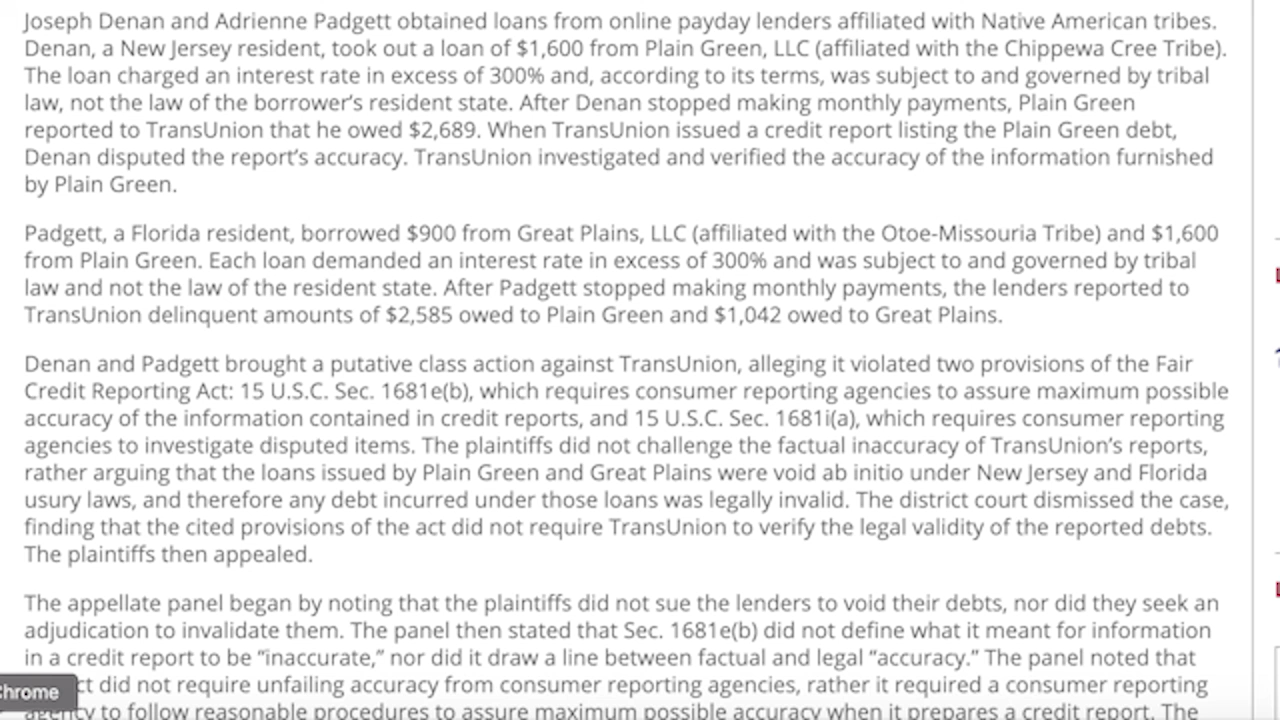 Joseph Denan and Adrienne Padgett obtained loans from online payday lenders affiliated with Native American tribes.
Denan, a New Jersey resident, took out a loan of $1,600 from Plain Green, LLC (affiliated with the Chippewa Cree Tribe).
The loan charged an interest rate in excess of 300% and, according to its terms, was subject to and governed by tribal
law, not the law of the borrower’s resident state. After Denan stopped making monthly payments, Plain Green
reported to TransUnion that he owed $2,689. When TransUnion issued a credit report listing the Plain Green debt,
Denan disputed the report’s accuracy. TransUnion investigated and verified the accuracy of the information furnished
by Plain Green.
Padgett, a Florida resident, borrowed $900 from Great Plains, LLC (affiliated with the Otoe-Missouria Tribe) and $1,600
from Plain Green. Each loan demanded an interest rate in excess of 300% and was subject to and governed by tribal
law and not the law of the resident state. After Padgett stopped making monthly payments, the lenders reported to
TransUnion delinquent amounts of $2,585 owed to Plain Green and $1,042 owed to Great Plains.
Denan and Padgett brought a putative class action against TransUnion, alleging it violated two provisions of the Fair
Credit Reporting Act: 15 U.S.C. Sec. 1681e(b), which requires consumer reporting agencies to assure maximum possible
accuracy of the information contained in credit reports, and 15 U.S.C. Sec. 1681i(a), which requires consumer reporting
agencies to investigate disputed items. The plaintiffs did not challenge the factual inaccuracy of TransUnion’s reports,
rather arguing that the loans issued by Plain Green and Great Plains were void ab initio under New Jersey and Florida
usury laws, and therefore any debt incurred under those loans was legally invalid. The district court dismissed the case,
finding that the cited provisions of the act did not require TransUnion to verify the legal validity of the reported debts.
The plaintiffs then appealed.
The appellate panel began by noting that the plaintiffs did not sue the lenders to void their debts, nor did they seek an
adjudication to invalidate them. The panel then stated that Sec. 1681e(b) did not define what it meant for information
in a credit report to be “inaccurate,” nor did it draw a line between factual and legal “accuracy.” The panel noted that
ct did not require unfailing accuracy from consumer reporting agencies, rather it required a consumer reporting
Chrome
agency to follow reasonable procedures to assure maximum possible accuracy when it prepares a credit report. The